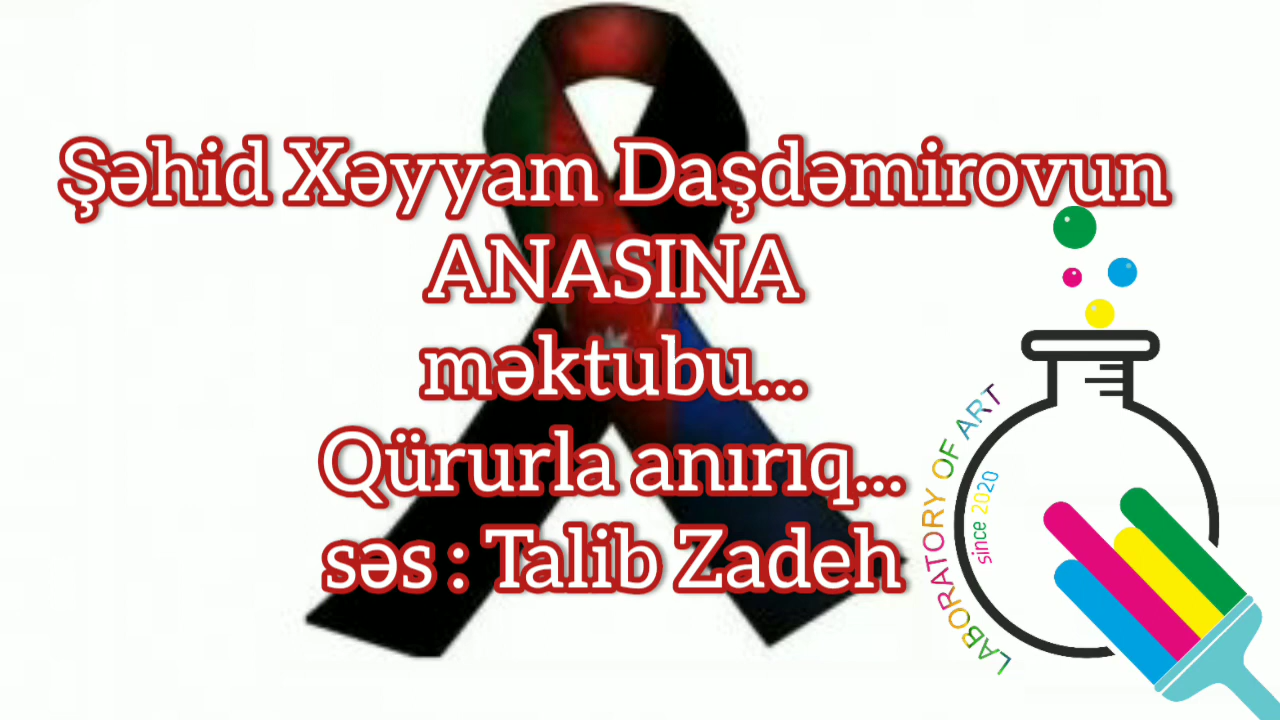 Şəhid Xəyyam Daşdəmirovun
ANASINA
məktubu...
Qürurla anırıq...
səs : Talib Zadeh
LABORATORY OF ART
since 2020